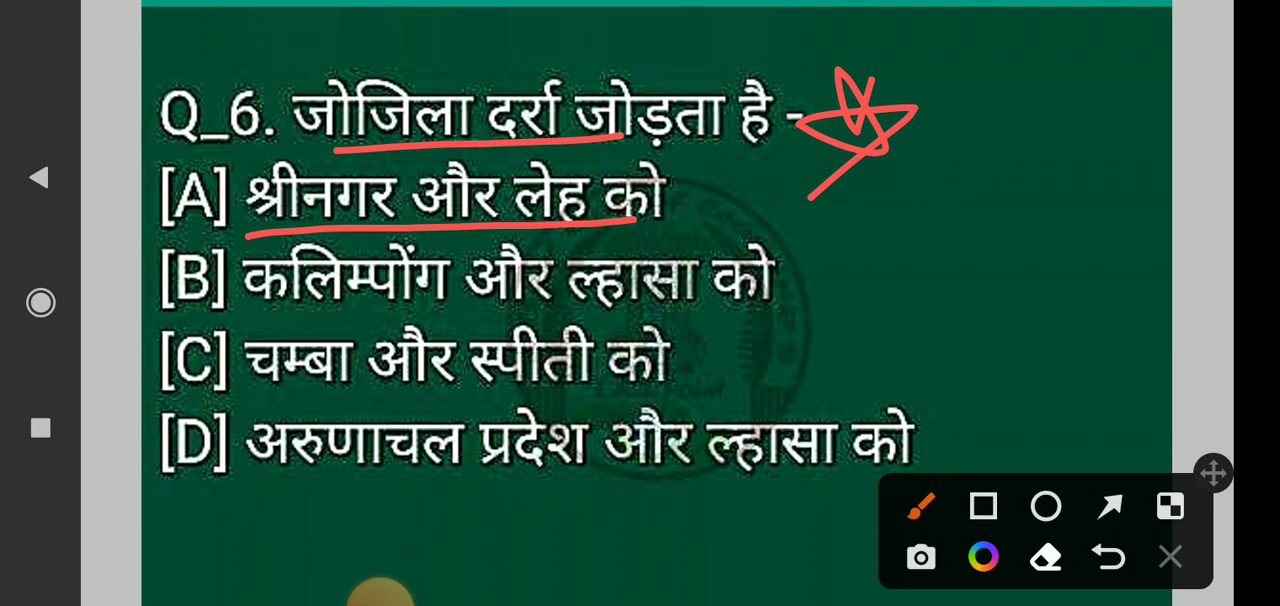 Q_6. जोजिला दर्रा जोड़ता है -
[A] श्रीनगर और लेह को
[B] कलिम्पोंग और ल्हासा को
[C] चम्बा और स्पीती को
[D] अरुणाचल प्रदेश और ल्हासा को